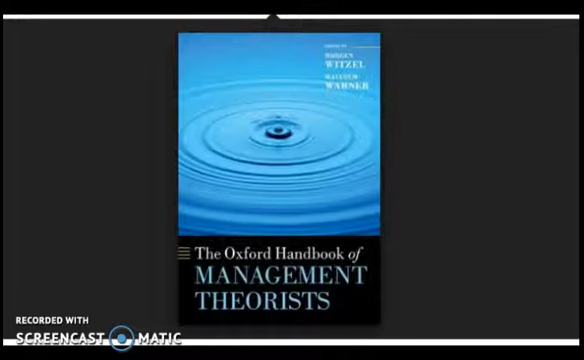 EDITED BY
MORGEN
WITZEL
MALCOLM
WARNER
The Oxford Handbook of
MANAGEMENT
THEORISTS
RECORDED WITH
SCREENCAST MATIC